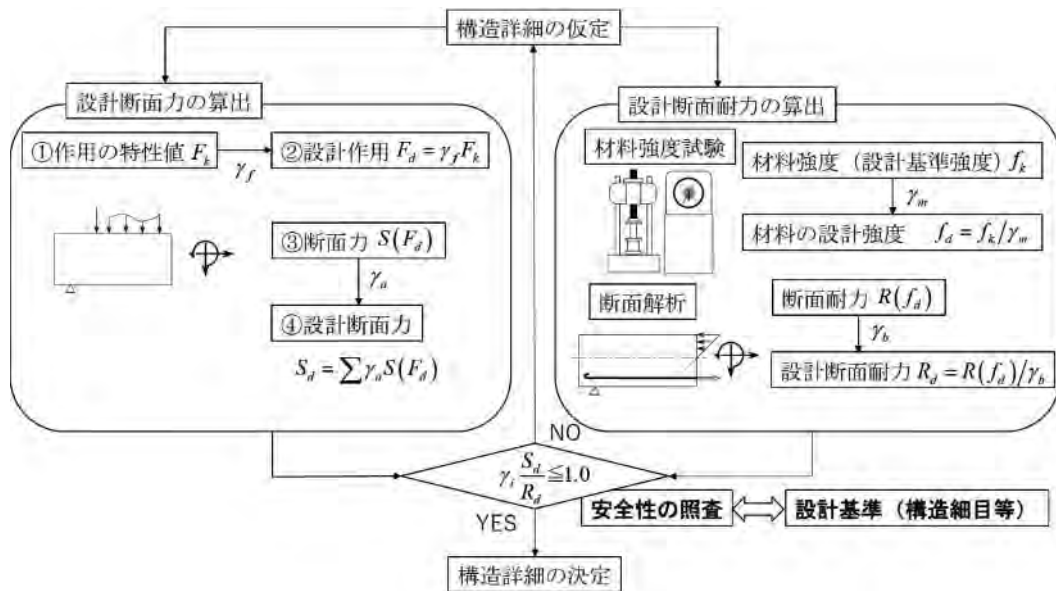 構造詳細の仮定
設計断面力の算出
①作用の特性値 F_k
γ_f
②設計作用 F_d = γ_f F_k
③断面力 S(F_d)
γ_a
④設計断面力
S_d = ∑γ_a S(F_d)
設計断面耐力の算出
材料強度試験
材料強度（設計基準強度）f_k
γ_m
材料の設計強度 f_d = f_k/γ_m
断面解析
断面耐力 R(f_d)
γ_b
設計断面耐力 R_d = R(f_d)/γ_b
NO
γ_i S_d/R_d ≦1.0
YES
安全性の照査
設計基準（構造細目等）
構造詳細の決定